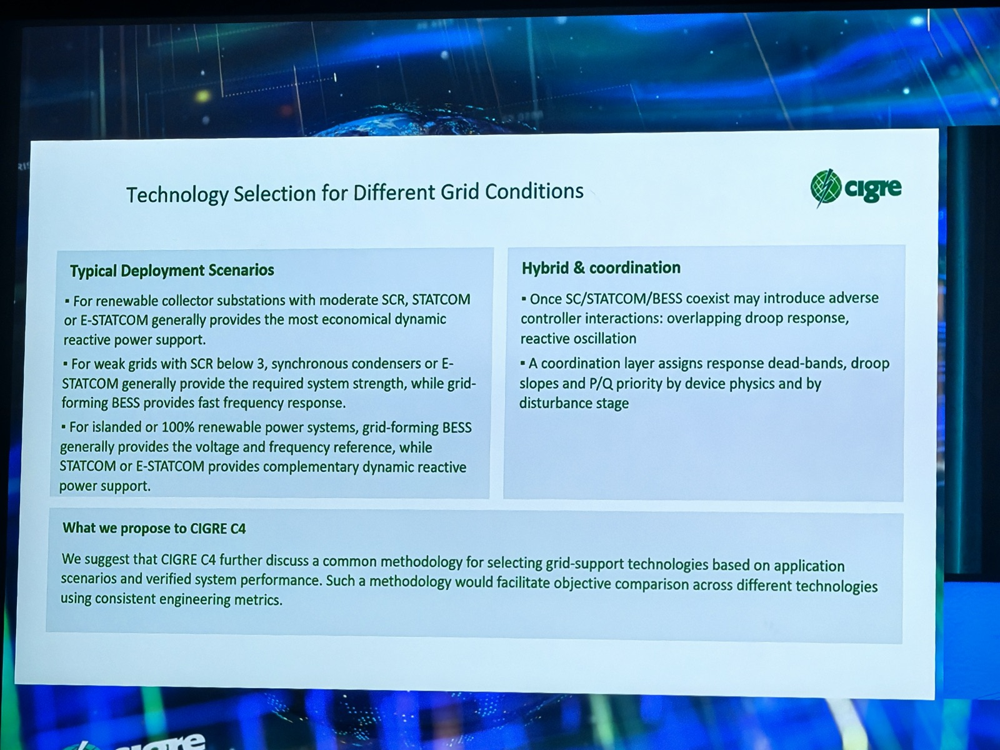 Technology Selection for Different Grid Conditions
cigre
Typical Deployment Scenarios
▪ For renewable collector substations with moderate SCR, STATCOM
or E-STATCOM generally provides the most economical dynamic
reactive power support.
▪ For weak grids with SCR below 3, synchronous condensers or E-
STATCOM generally provide the required system strength, while grid-
forming BESS provides fast frequency response.
▪ For islanded or 100% renewable power systems, grid-forming BESS
generally provides the voltage and frequency reference, while
STATCOM or E-STATCOM provides complementary dynamic reactive
power support.
Hybrid & coordination
▪ Once SC/STATCOM/BESS coexist may introduce adverse
controller interactions: overlapping droop response,
reactive oscillation
▪ A coordination layer assigns response dead-bands, droop
slopes and P/Q priority by device physics and by
disturbance stage
What we propose to CIGRE C4
We suggest that CIGRE C4 further discuss a common methodology for selecting grid-support technologies based on application
scenarios and verified system performance. Such a methodology would facilitate objective comparison across different technologies
using consistent engineering metrics.
cigre